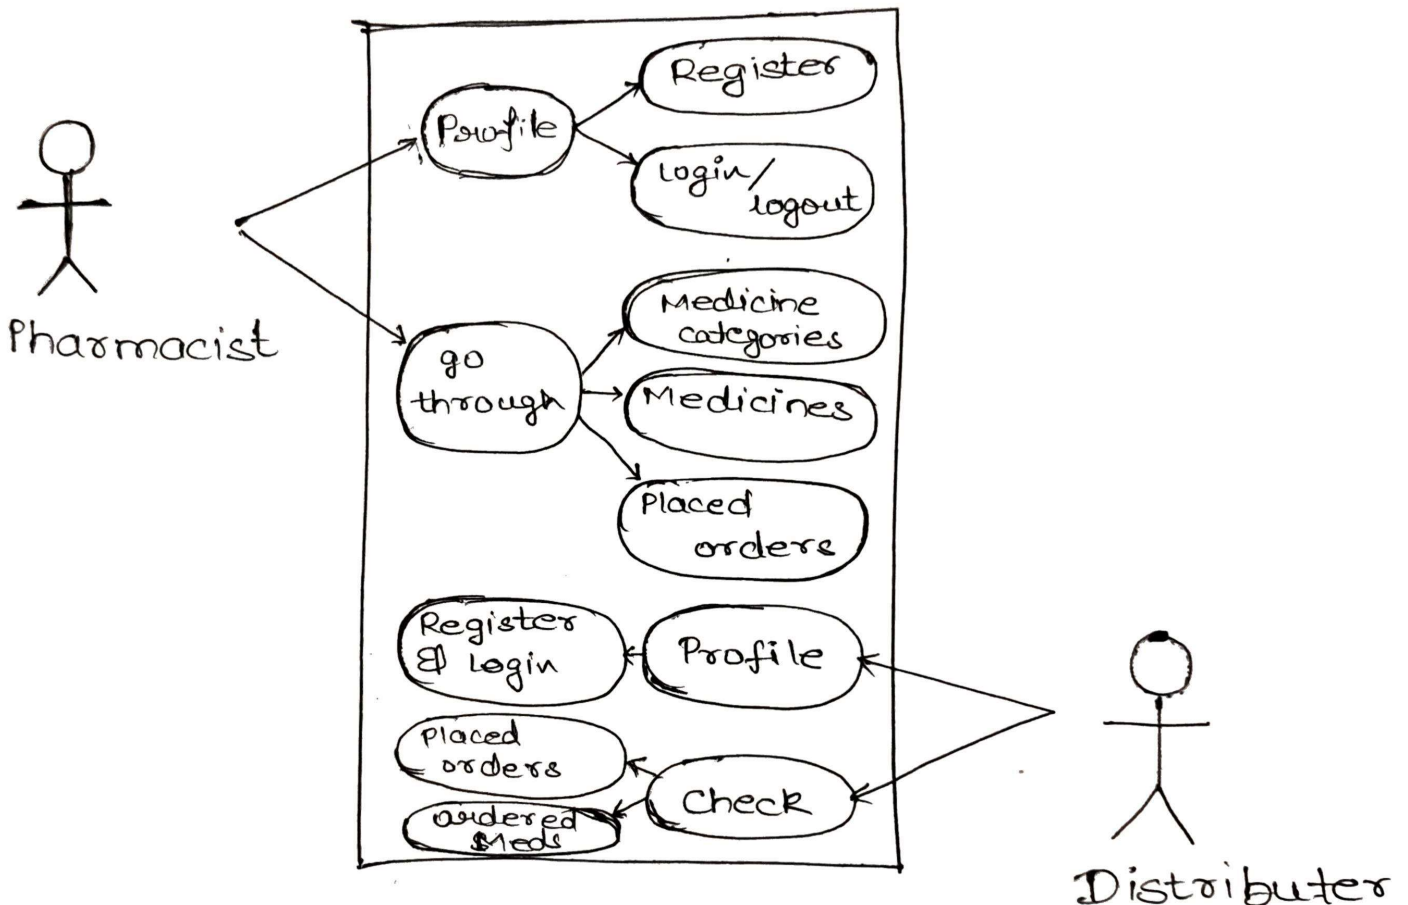 Register
Profile
Login/
logout
Pharmacist
Medicine
categories
go
through
Medicines
Placed
orders
Register
& Login
Profile
Placed
orders
Check
ordered
Meds
Distributer